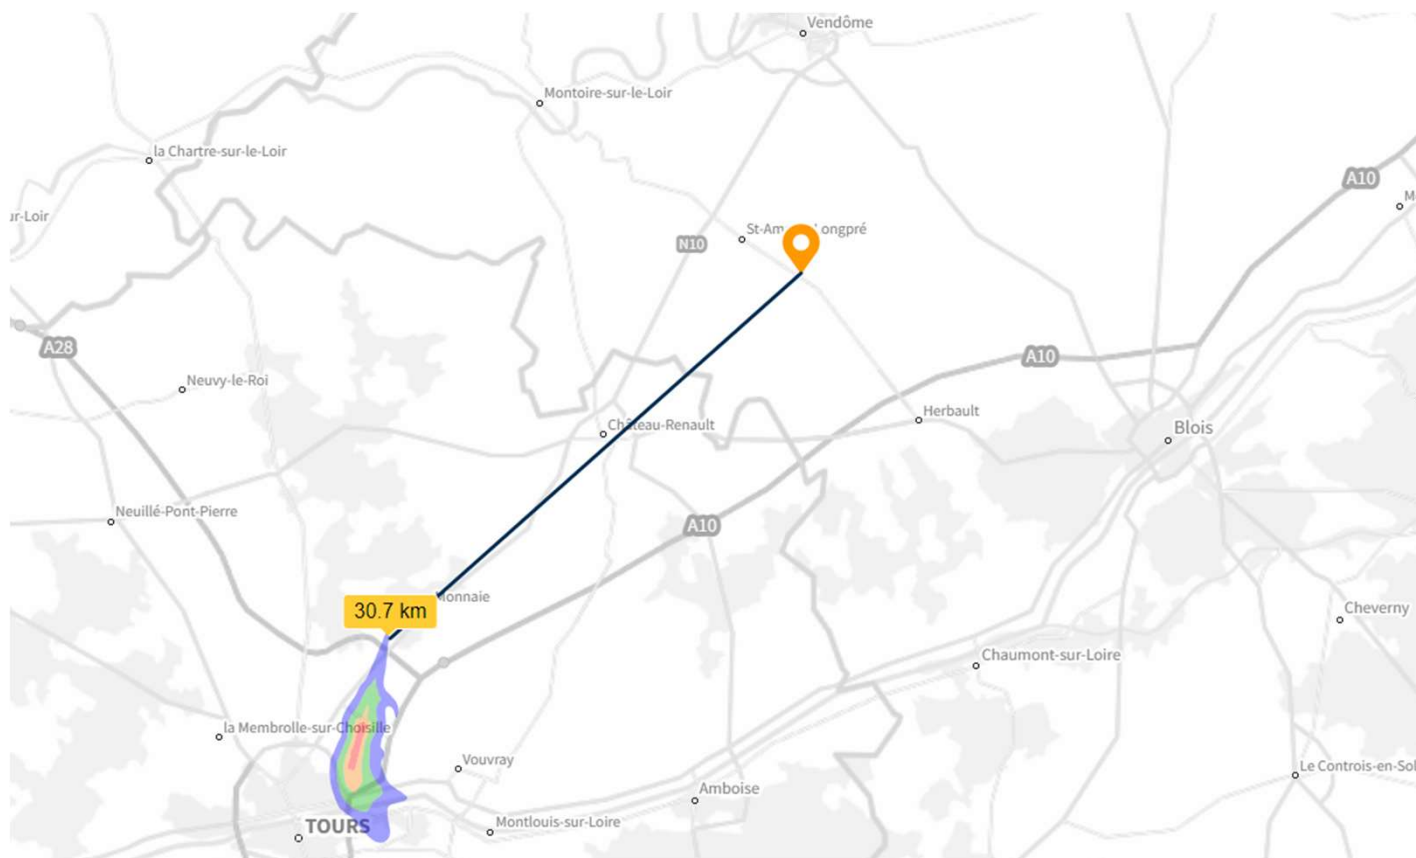 Vendôme
Montoire-sur-le-Loir
la Chartre-sur-le-Loir
A10
ur-Loir
St-Am ongpré
N10
A28
A10
Neuvy-le-Roi
Herbault
Château-Renault
Blois
Neuillé-Pont-Pierre
A10
onnaie
30.7 km
Cheverny
Chaumont-sur-Loire
la Membrolle-sur-Choisille
Vouvray
Le Controis-en-Sol
Amboise
Montlouis-sur-Loire
TOURS